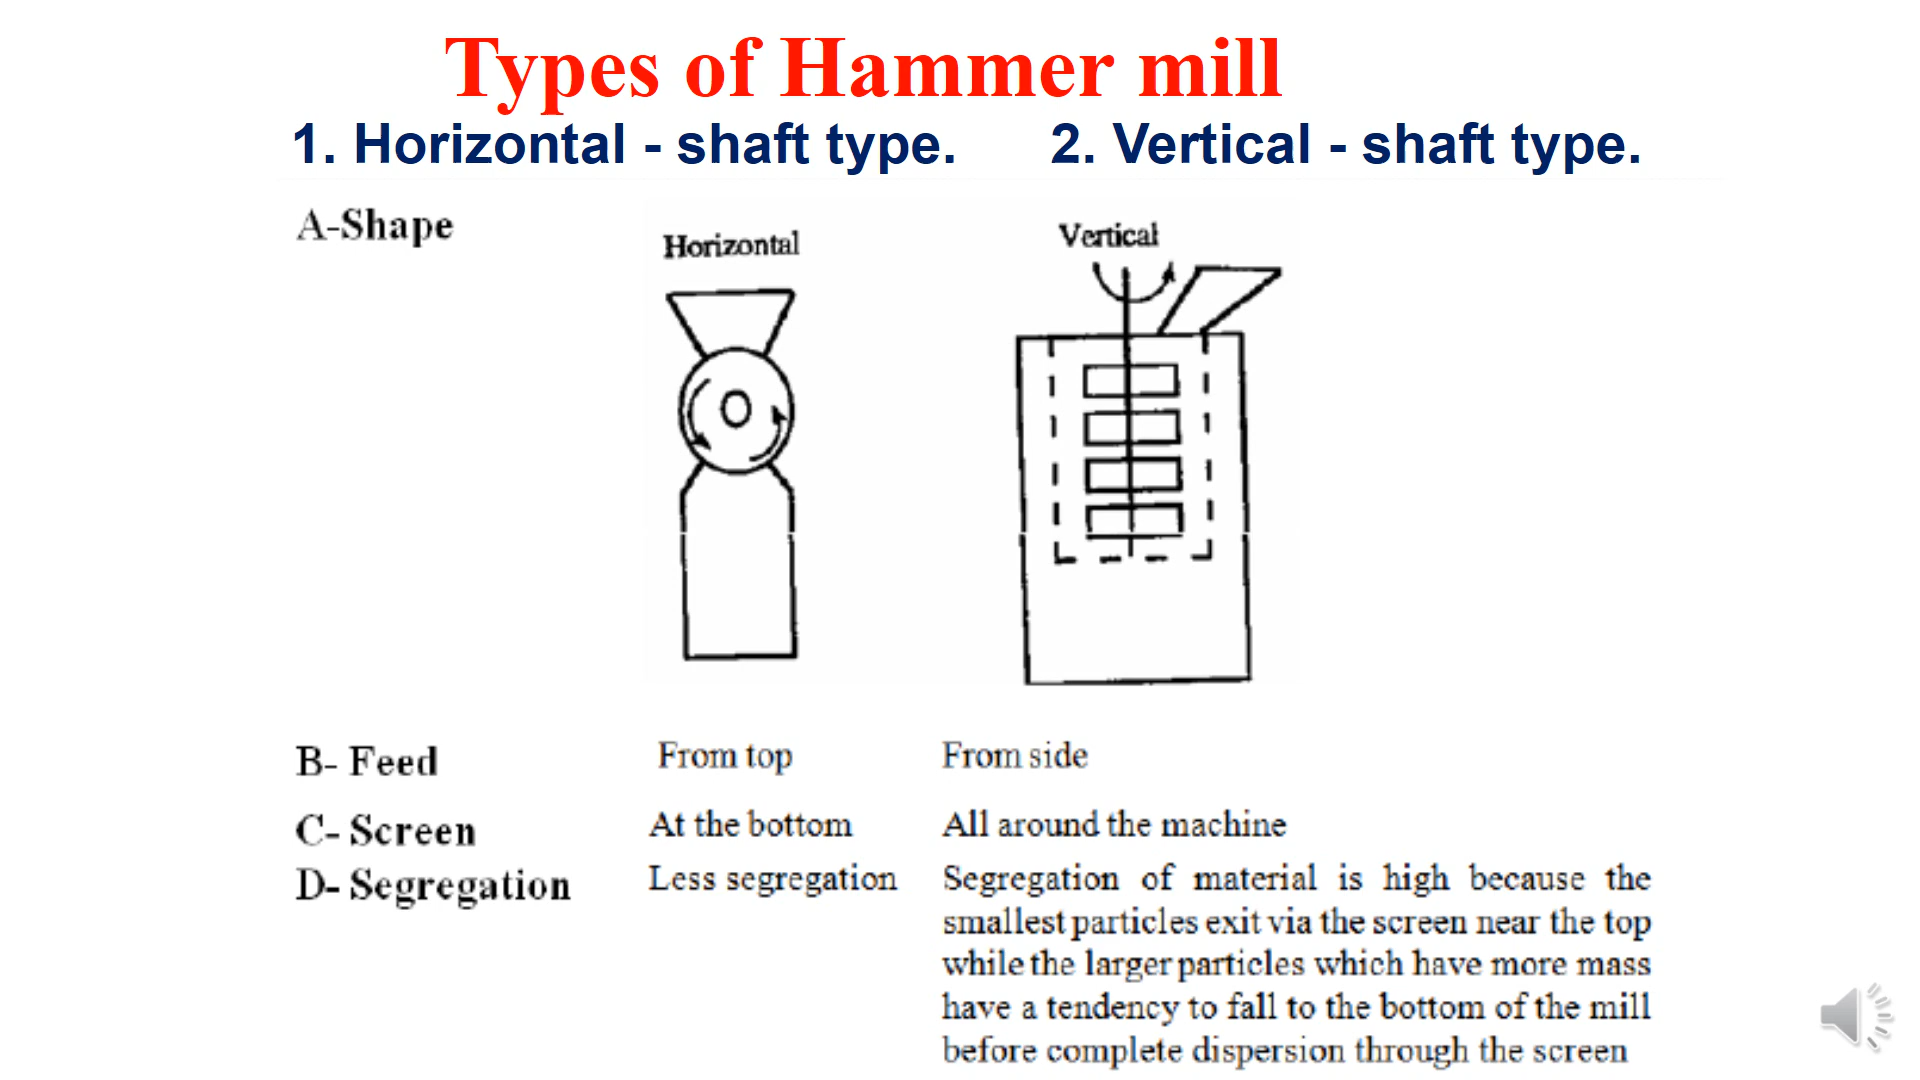 Types of Hammer mill
1. Horizontal - shaft type. 2. Vertical - shaft type.
A-Shape
Horizontal
Vertical
B- Feed From top From side
C- Screen At the bottom All around the machine
D- Segregation Less segregation Segregation of material is high because the
smallest particles exit via the screen near the top
while the larger particles which have more mass
have a tendency to fall to the bottom of the mill
before complete dispersion through the screen